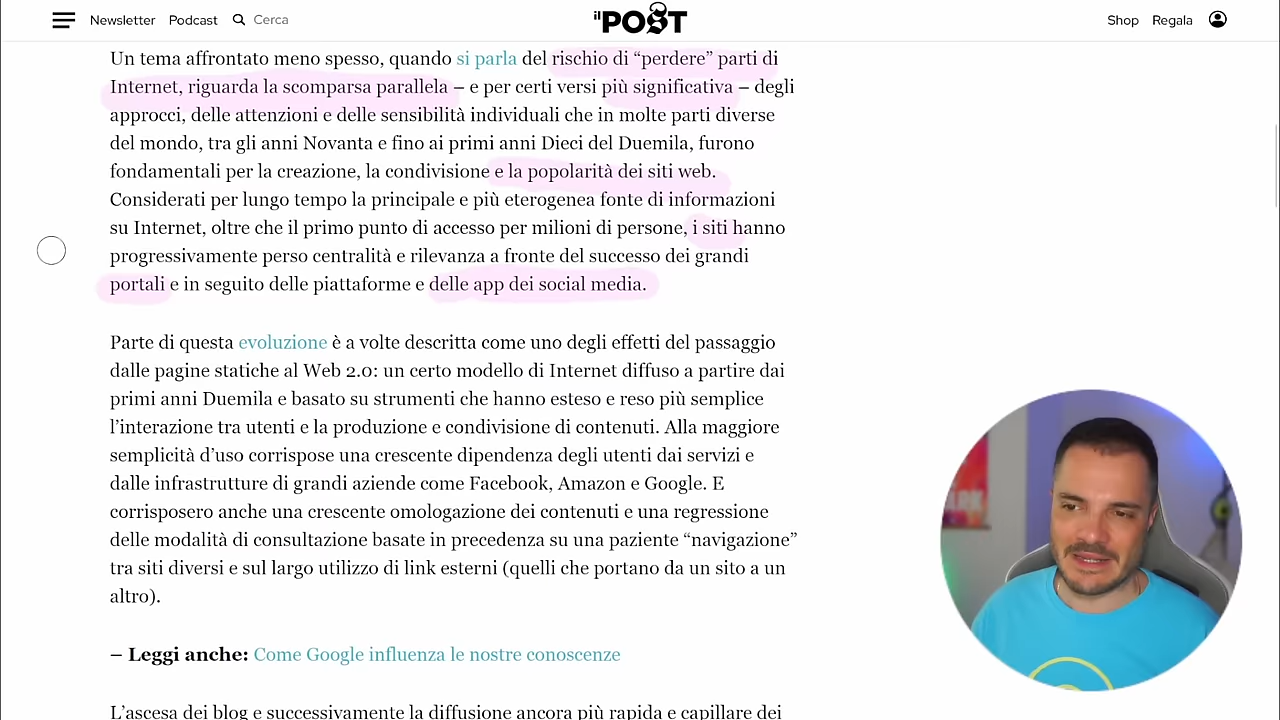 Newsletter Podcast Cerca il POST Shop Regala
Un tema affrontato meno spesso, quando si parla del rischio di “perdere” parti di
Internet, riguarda la scomparsa parallela – e per certi versi più significativa – degli
approcci, delle attenzioni e delle sensibilità individuali che in molte parti diverse
del mondo, tra gli anni Novanta e fino ai primi anni Dieci del Duemila, furono
fondamentali per la creazione, la condivisione e la popolarità dei siti web.
Considerati per lungo tempo la principale e più eterogenea fonte di informazioni
su Internet, oltre che il primo punto di accesso per milioni di persone, i siti hanno
progressivamente perso centralità e rilevanza a fronte del successo dei grandi
portali e in seguito delle piattaforme e delle app dei social media.
Parte di questa evoluzione è a volte descritta come uno degli effetti del passaggio
dalle pagine statiche al Web 2.0: un certo modello di Internet diffuso a partire dai
primi anni Duemila e basato su strumenti che hanno esteso e reso più semplice
l’interazione tra utenti e la produzione e condivisione di contenuti. Alla maggiore
semplicità d’uso corrispose una crescente dipendenza degli utenti dai servizi e
dalle infrastrutture di grandi aziende come Facebook, Amazon e Google. E
corrisposero anche una crescente omologazione dei contenuti e una regressione
delle modalità di consultazione basate in precedenza su una paziente “navigazione”
tra siti diversi e sul largo utilizzo di link esterni (quelli che portano da un sito a un
altro).
– Leggi anche: Come Google influenza le nostre conoscenze
L’ascesa dei blog e successivamente la diffusione ancora più rapida e capillare dei